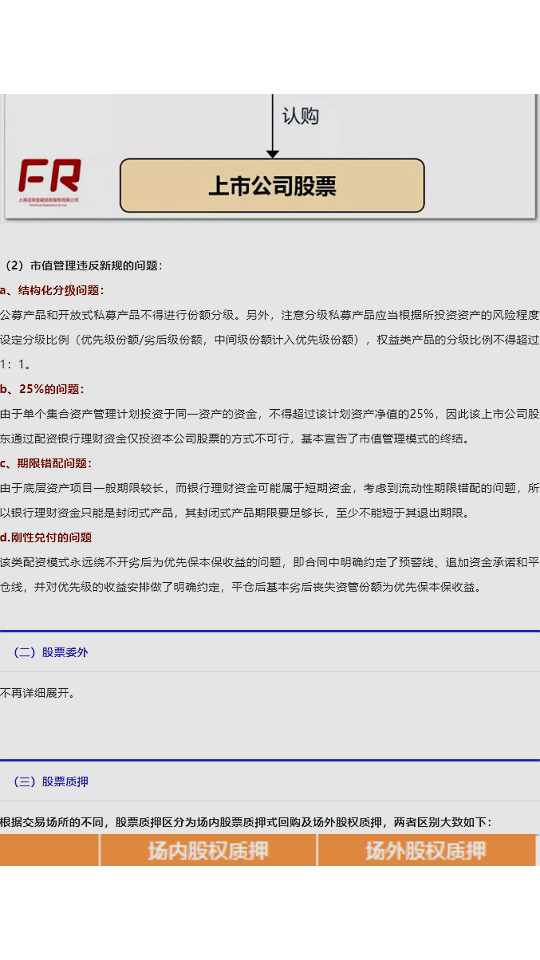 认购
上市公司股票
FR
（2）市值管理违反新规的问题：
a、结构化分级问题：
公募产品和开放式私募产品不得进行份额分级。另外，注意分级私募产品应当根据所投资资产的风险程度
设定分级比例（优先级份额/劣后级份额，中间级份额计入优先级份额），权益类产品的分级比例不得超过
1：1。
b、25%的问题：
由于单个集合资产管理计划投资于同一资产的资金，不得超过该计划资产净值的25%，因此该上市公司股
东通过配资银行理财资金仅投资本公司股票的方式不可行，基本宣告了市值管理模式的终结。
c、期限错配问题：
由于底层资产项目一般期限较长，而银行理财资金可能属于短期资金，考虑到流动性期限错配的问题，所
以银行理财资金只能是封闭式产品，其封闭式产品期限要足够长，至少不能短于其退出期限。
d.刚性兑付的问题
该类配资模式永远绕不开劣后为优先保本保收益的问题，即合同中明确约定了预警线、追加资金承诺和平
仓线，并对优先级的收益安排做了明确约定，平仓后基本劣后丧失资管份额为优先保本保收益。
（二）股票委外
不再详细展开。
（三）股票质押
根据交易场所的不同，股票质押区分为场内股票质押式回购及场外股权质押，两者区别大致如下：
场内股权质押
场外股权质押